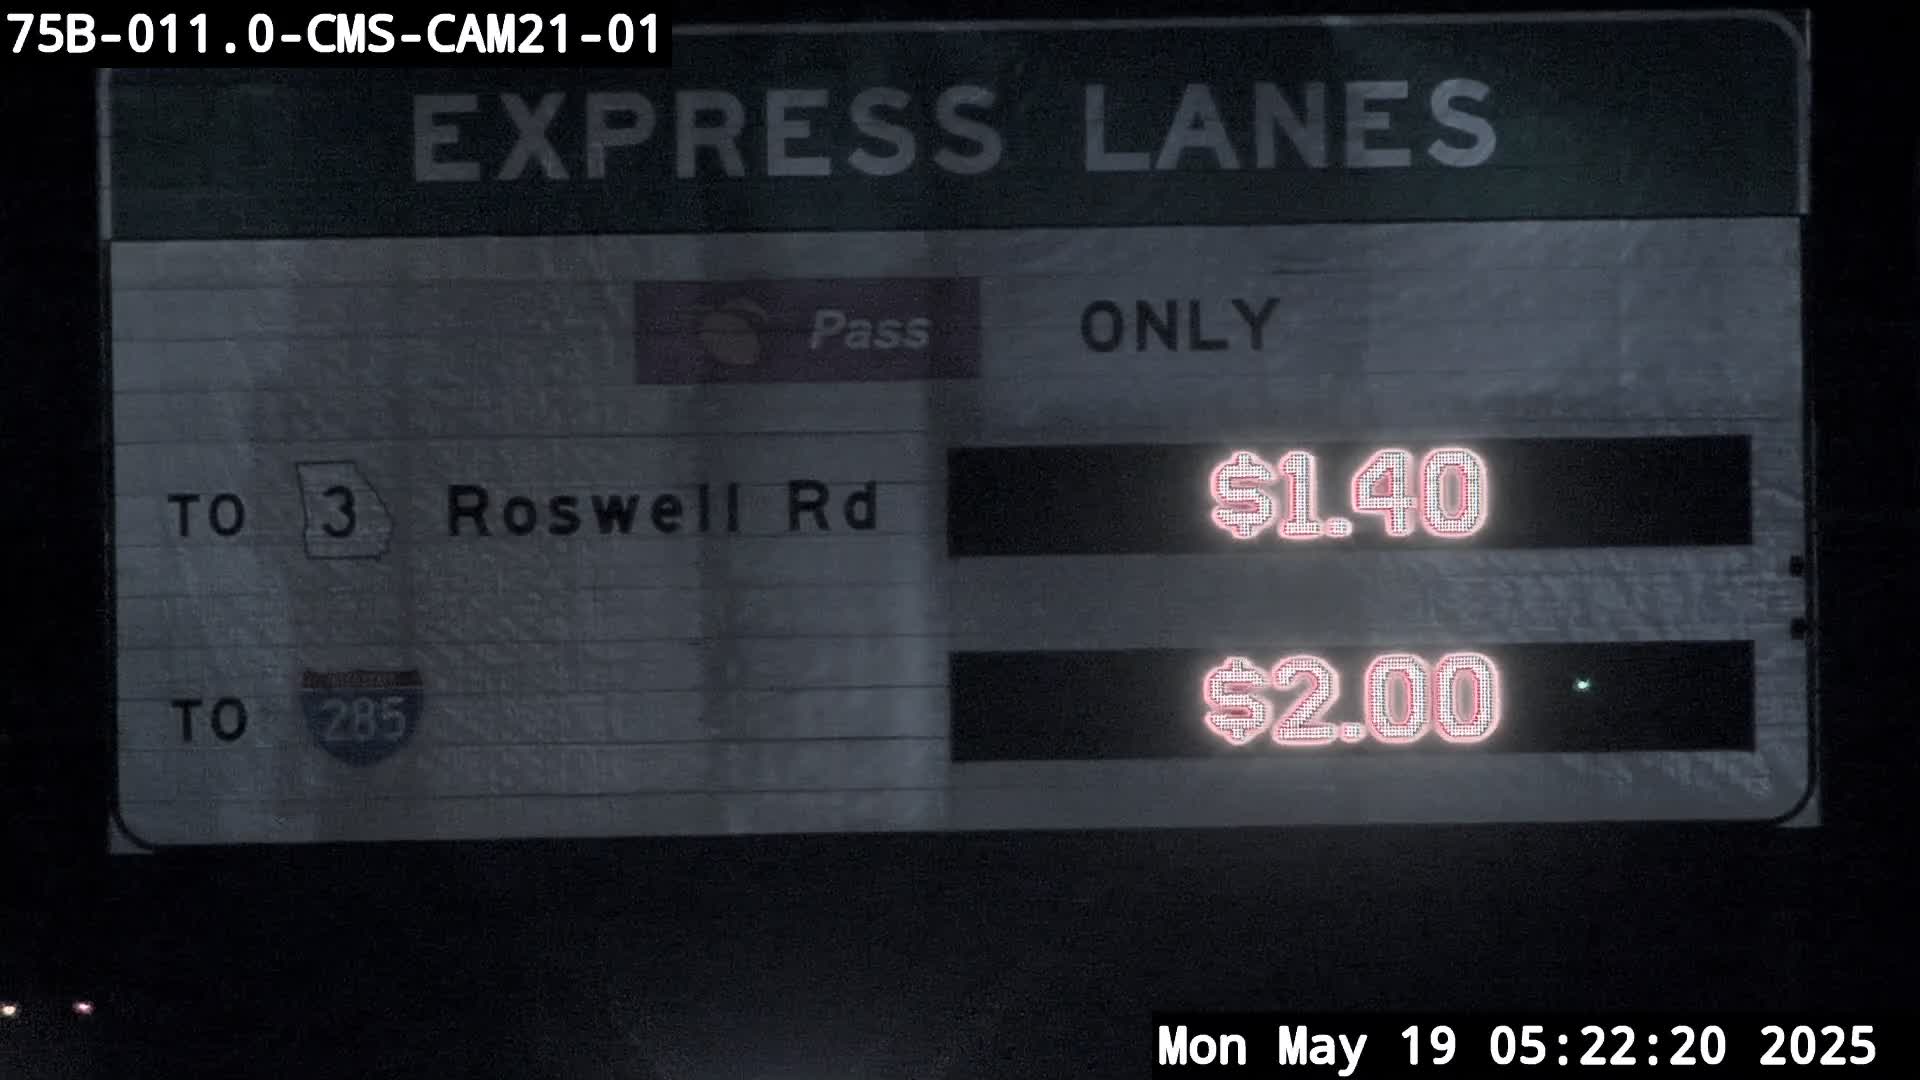 75B-011.0-CMS-CAM21-01
EXPRESS LANES
Pass ONLY
TO 3 Roswell Rd $1.40
TO 285 $2.00
Mon May 19 05:22:20 2025